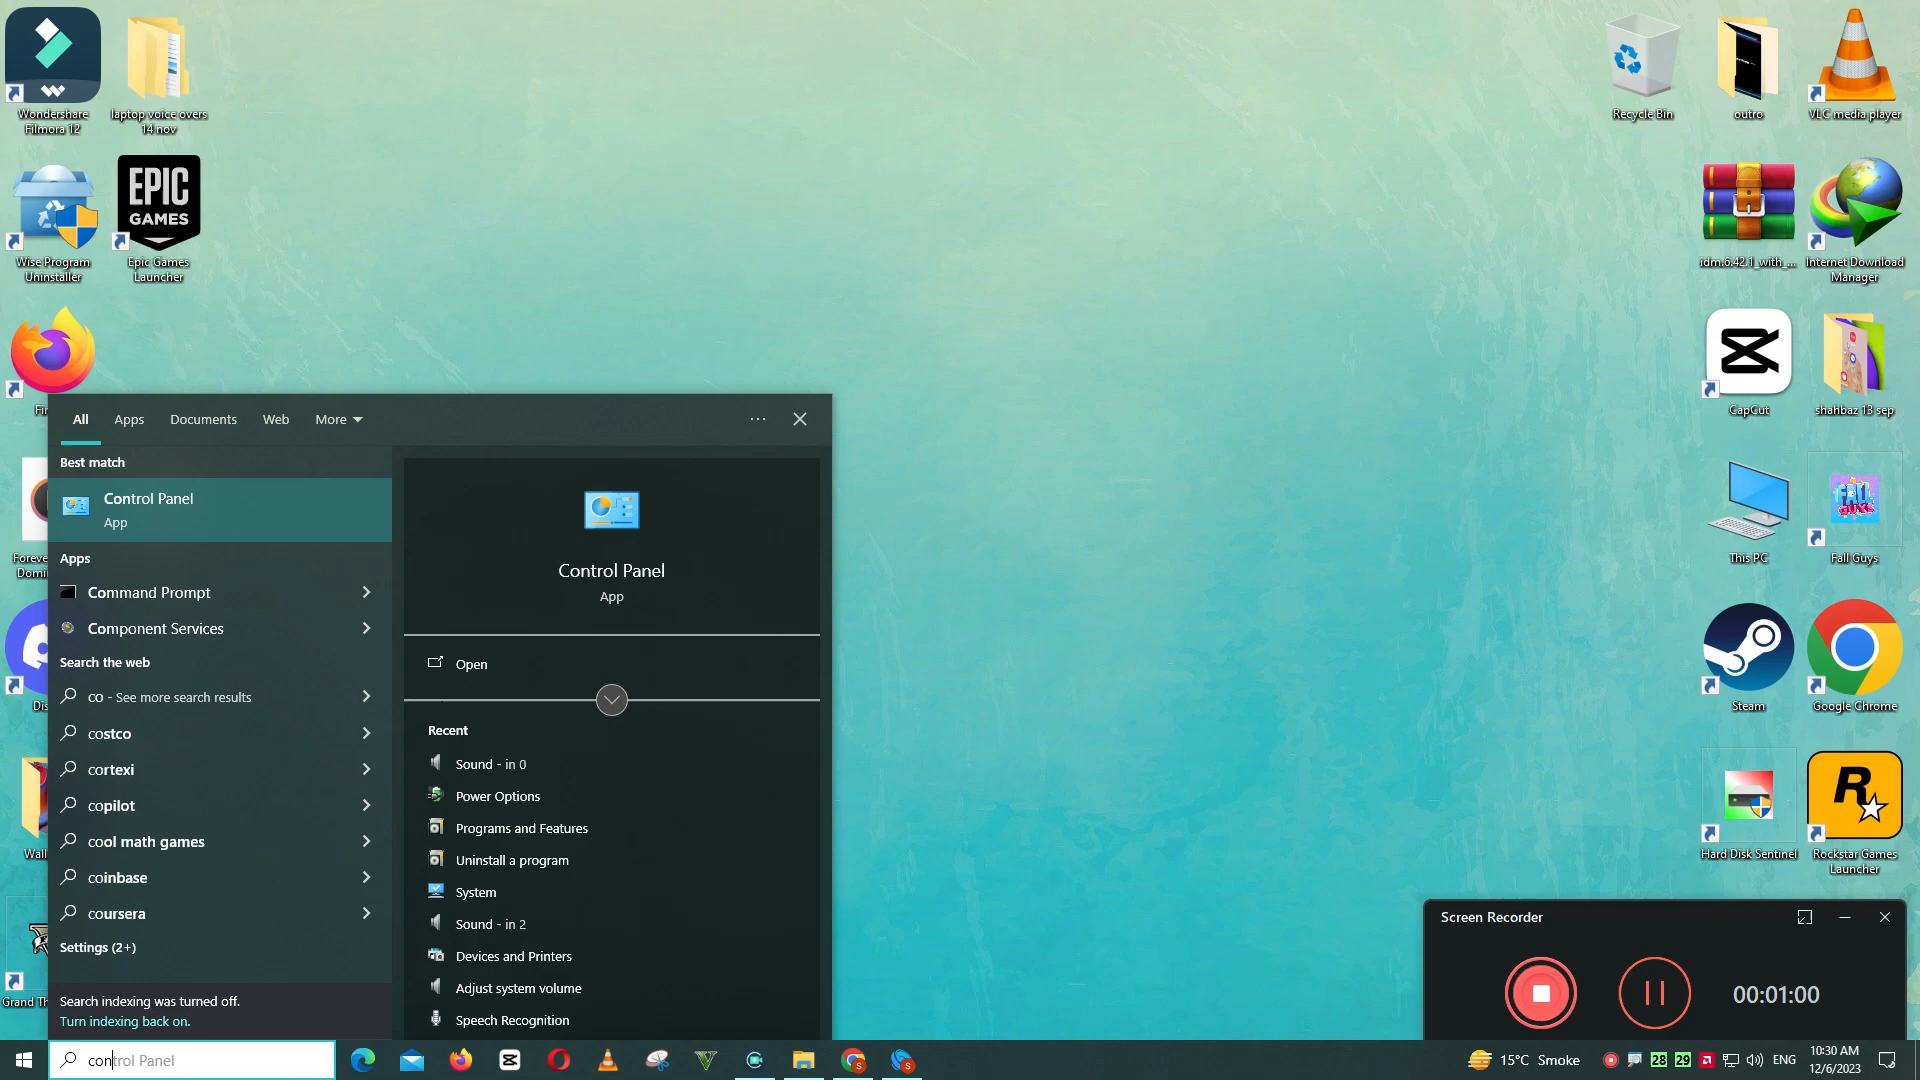 Wondershare
Filmora 12
laptop voice overs
14 nov
Recycle Bin
outro
VLC media player
Wise Program
Uninstaller
EPIC
GAMES
Epic Games
Launcher
idm.6.42.1_with_...
Internet Download
Manager
CapCut
shahbaz 13 sep
This PC
FALL GUYS
Fall Guys
Steam
Google Chrome
Hard Disk Sentinel
R
Rockstar Games
Launcher
All
Apps
Documents
Web
More
Best match
Control Panel
App
Apps
Command Prompt
Component Services
Search the web
co - See more search results
costco
cortexi
copilot
cool math games
coinbase
coursera
Settings (2+)
Search indexing was turned off.
Turn indexing back on.
Control Panel
App
Open
Recent
Sound - in 0
Power Options
Programs and Features
Uninstall a program
System
Sound - in 2
Devices and Printers
Adjust system volume
Speech Recognition
Screen Recorder
00:01:00
control Panel
15°C Smoke
28
29
ENG
10:30 AM
12/6/2023